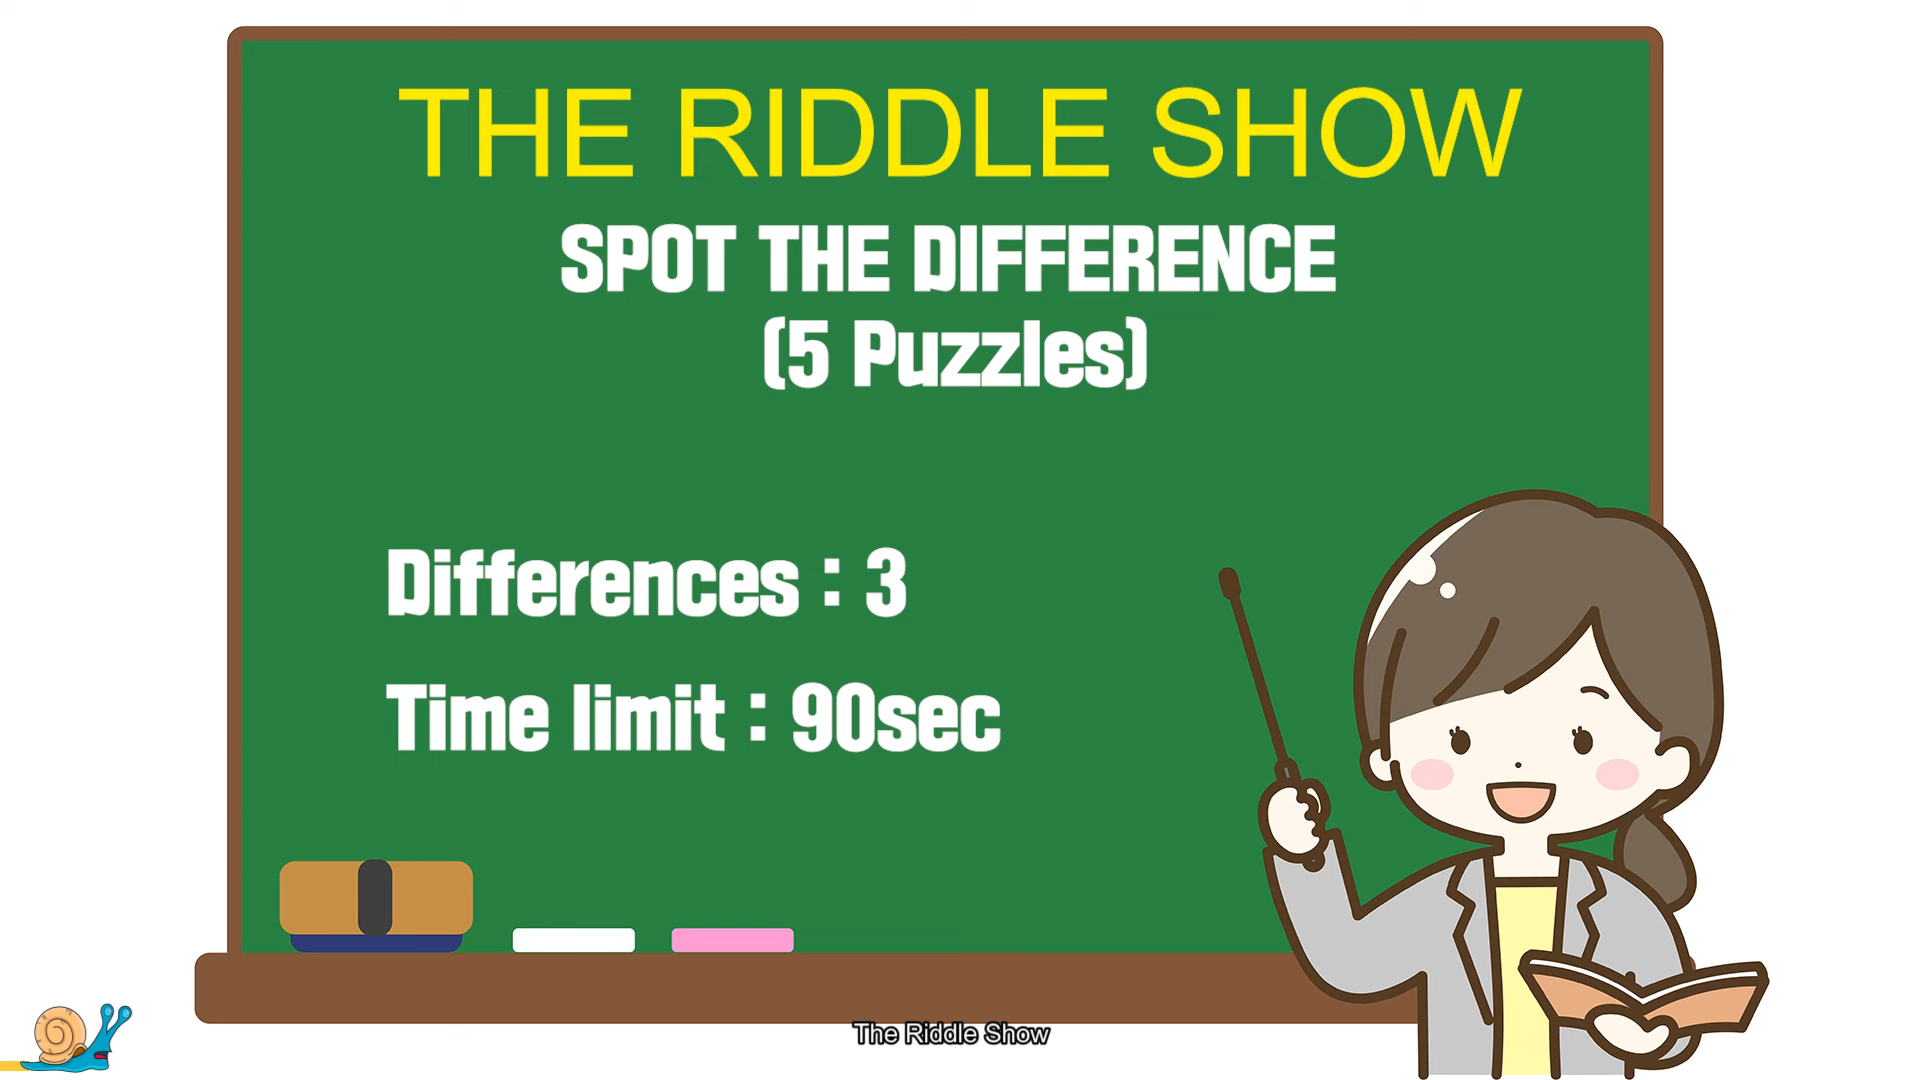 THE RIDDLE SHOW
SPOT THE DIFFERENCE
(5 Puzzles)
Differences : 3
Time limit : 90sec
The Riddle Show